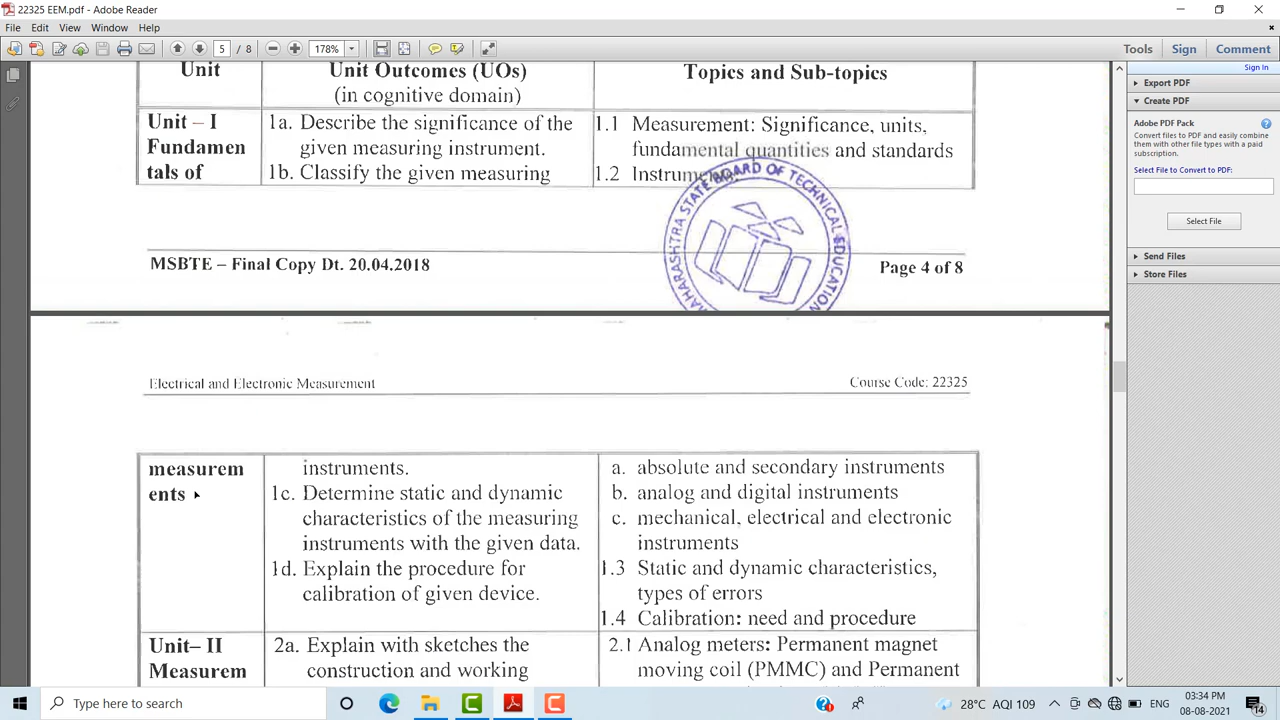 22325 EEM.pdf - Adobe Reader
File Edit View Window Help
5 / 8 178% Tools Sign Comment
Sign In
Export PDF
Create PDF
Adobe PDF Pack
Convert files to PDF and easily combine
them with other file types with a paid
subscription.
Select File to Convert to PDF:
Select File
Send Files
Store Files
Unit Unit Outcomes (UOs) Topics and Sub-topics
(in cognitive domain)
Unit – I 1a. Describe the significance of the 1.1 Measurement: Significance, units,
Fundamen given measuring instrument. fundamental quantities and standards
tals of 1b. Classify the given measuring 1.2 Instruments:
MAHARASHTRA STATE BOARD OF TECHNICAL EDUCATION
MSBTE – Final Copy Dt. 20.04.2018 Page 4 of 8
Electrical and Electronic Measurement Course Code: 22325
measurem instruments. a. absolute and secondary instruments
ents 1c. Determine static and dynamic b. analog and digital instruments
characteristics of the measuring c. mechanical, electrical and electronic
instruments with the given data. instruments
1d. Explain the procedure for 1.3 Static and dynamic characteristics,
calibration of given device. types of errors
1.4 Calibration: need and procedure
Unit– II 2a. Explain with sketches the 2.1 Analog meters: Permanent magnet
Measurem construction and working moving coil (PMMC) and Permanent
Type here to search 28°C AQI 109 ENG 03:34 PM
08-08-2021
14